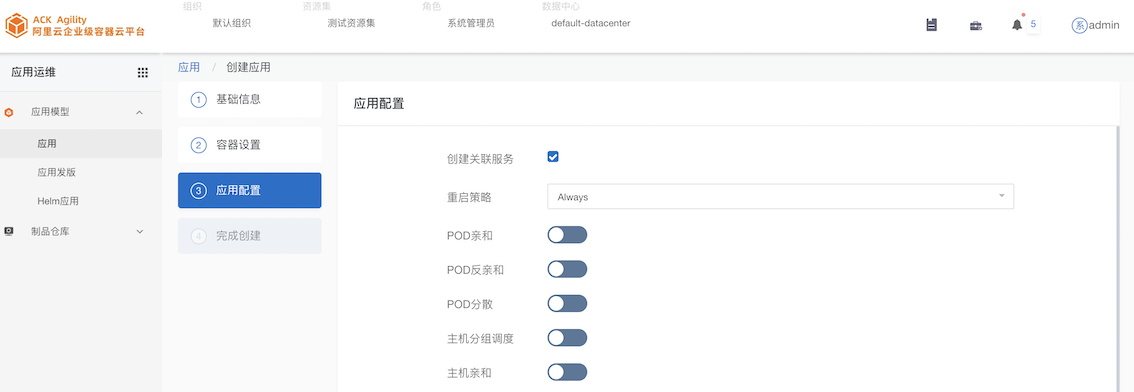 组织
资源集
角色
数据中心
ACK Agility
阿里云企业级容器云平台
默认组织
测试资源集
系统管理员
default-datacenter
5
系
admin
应用运维
应用 / 创建应用
应用模型
应用
应用发版
Helm应用
制品仓库
1 基础信息
2 容器设置
3 应用配置
4 完成创建
应用配置
创建关联服务
重启策略
Always
POD亲和
POD反亲和
POD分散
主机分组调度
主机亲和